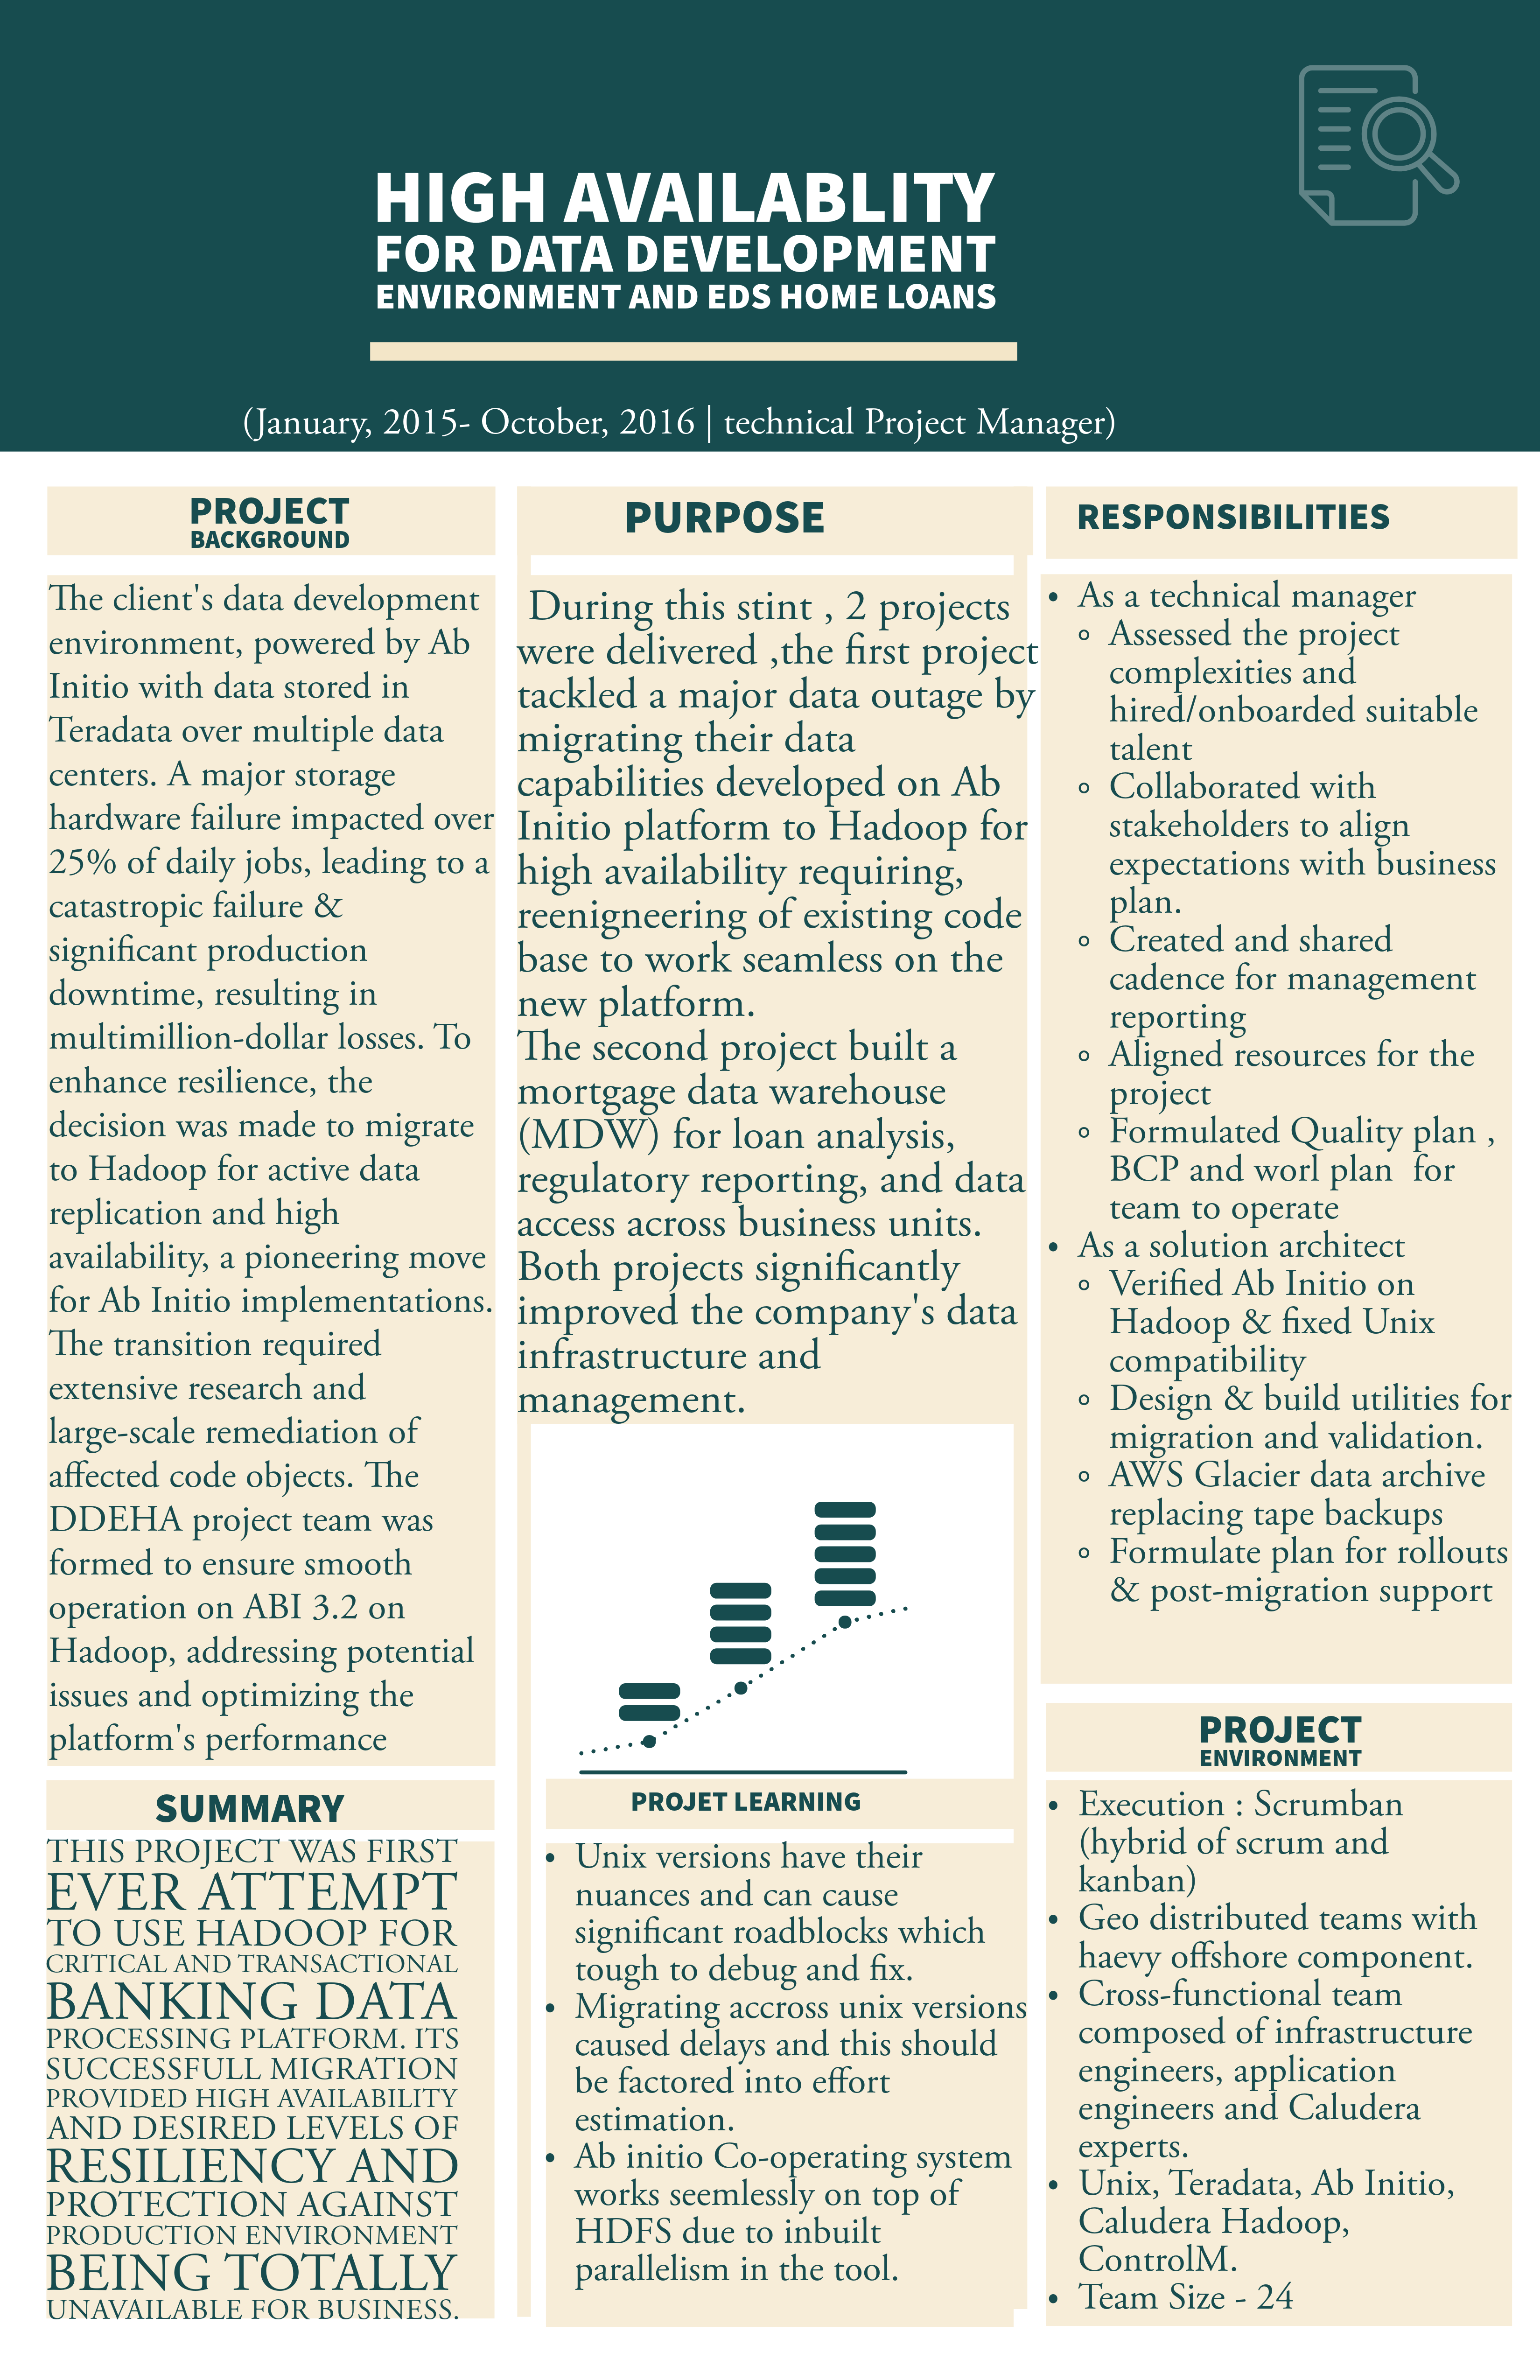 HIGH AVAILABLITY
FOR DATA DEVELOPMENT
ENVIRONMENT AND EDS HOME LOANS
(January, 2015- October, 2016 | technical Project Manager)
PROJECT
BACKGROUND
The client's data development
environment, powered by Ab
Initio with data stored in
Teradata over multiple data
centers. A major storage
hardware failure impacted over
25% of daily jobs, leading to a
catastropic failure &
significant production
downtime, resulting in
multimillion-dollar losses. To
enhance resilience, the
decision was made to migrate
to Hadoop for active data
replication and high
availability, a pioneering move
for Ab Initio implementations.
The transition required
extensive research and
large-scale remediation of
affected code objects. The
DDEHA project team was
formed to ensure smooth
operation on ABI 3.2 on
Hadoop, addressing potential
issues and optimizing the
platform's performance
SUMMARY
THIS PROJECT WAS FIRST
EVER ATTEMPT
TO USE HADOOP FOR
CRITICAL AND TRANSACTIONAL
BANKING DATA
PROCESSING PLATFORM. ITS
SUCCESSFULL MIGRATION
PROVIDED HIGH AVAILABILITY
AND DESIRED LEVELS OF
RESILIENCY AND
PROTECTION AGAINST
PRODUCTION ENVIRONMENT
BEING TOTALLY
UNAVAILABLE FOR BUSINESS.
PURPOSE
During this stint , 2 projects
were delivered ,the first project
tackled a major data outage by
migrating their data
capabilities developed on Ab
Initio platform to Hadoop for
high availability requiring,
reenigneering of existing code
base to work seamless on the
new platform.
The second project built a
mortgage data warehouse
(MDW) for loan analysis,
regulatory reporting, and data
access across business units.
Both projects significantly
improved the company's data
infrastructure and
management.
PROJET LEARNING
• Unix versions have their
nuances and can cause
significant roadblocks which
tough to debug and fix.
• Migrating accross unix versions
caused delays and this should
be factored into effort
estimation.
• Ab initio Co-operating system
works seemlessly on top of
HDFS due to inbuilt
parallelism in the tool.
RESPONSIBILITIES
• As a technical manager
◦ Assessed the project
complexities and
hired/onboarded suitable
talent
◦ Collaborated with
stakeholders to align
expectations with business
plan.
◦ Created and shared
cadence for management
reporting
◦ Aligned resources for the
project
◦ Formulated Quality plan ,
BCP and worl plan for
team to operate
• As a solution architect
◦ Verified Ab Initio on
Hadoop & fixed Unix
compatibility
◦ Design & build utilities for
migration and validation.
◦ AWS Glacier data archive
replacing tape backups
◦ Formulate plan for rollouts
& post-migration support
PROJECT
ENVIRONMENT
• Execution : Scrumban
(hybrid of scrum and
kanban)
• Geo distributed teams with
haevy offshore component.
• Cross-functional team
composed of infrastructure
engineers, application
engineers and Caludera
experts.
• Unix, Teradata, Ab Initio,
Caludera Hadoop,
ControlM.
• Team Size - 24